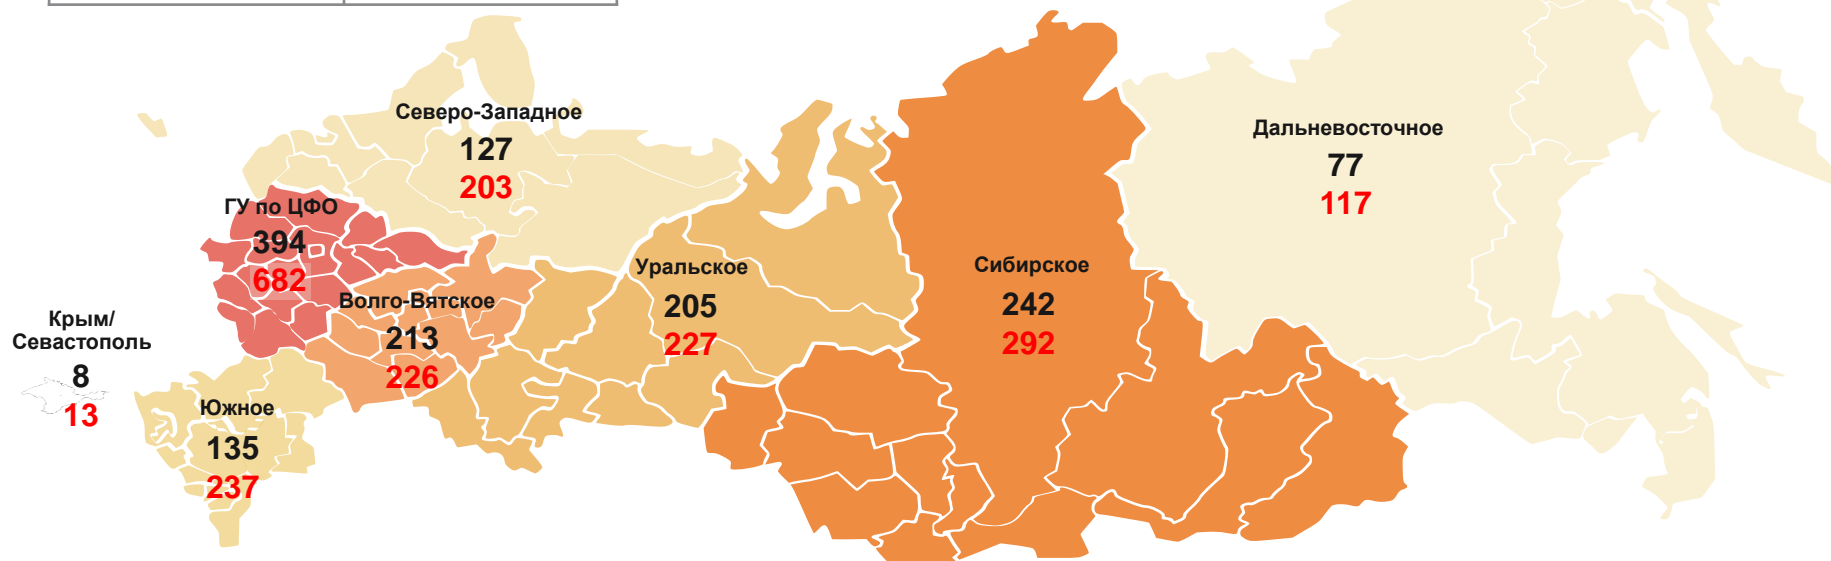 Северо-Западное
127
203
Дальневосточное
77
117
ГУ по ЦФО
394
682
Уральское
205
227
Сибирское
242
292
Волго-Вятское
213
226
Крым/
Севастополь
8
13
Южное
135
237